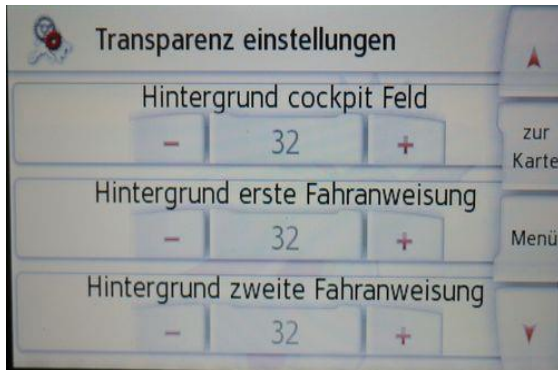 Transparenz einstellungen
Hintergrund cockpit Feld
- 32 +
zur
Karte
Hintergrund erste Fahranweisung
- 32 +
Menü
Hintergrund zweite Fahranweisung
- 32 +